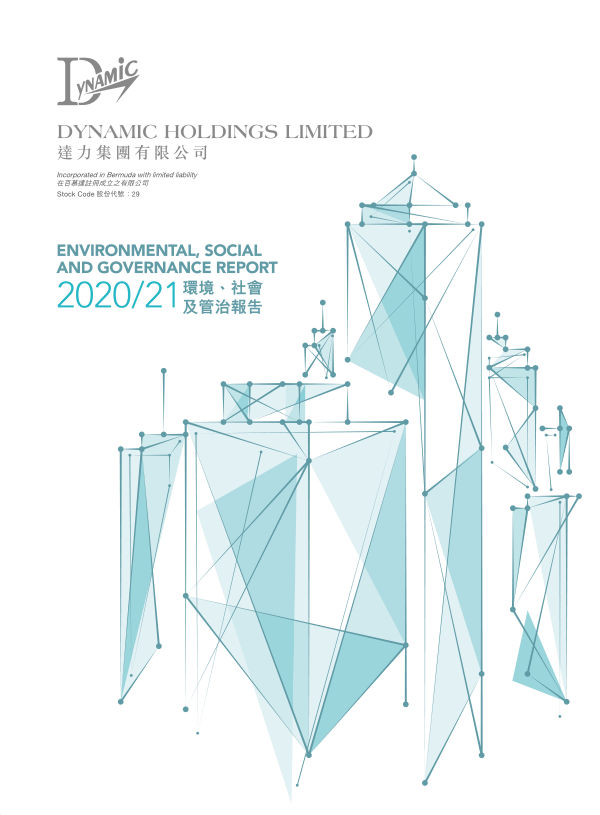 DYNAMIC
DYNAMIC HOLDINGS LIMITED
達力集團有限公司
Incorporated in Bermuda with limited liability
在百慕達註冊成立之有限公司
Stock Code 股份代號：29
ENVIRONMENTAL, SOCIAL
AND GOVERNANCE REPORT
2020/21 環境、社會
及管治報告